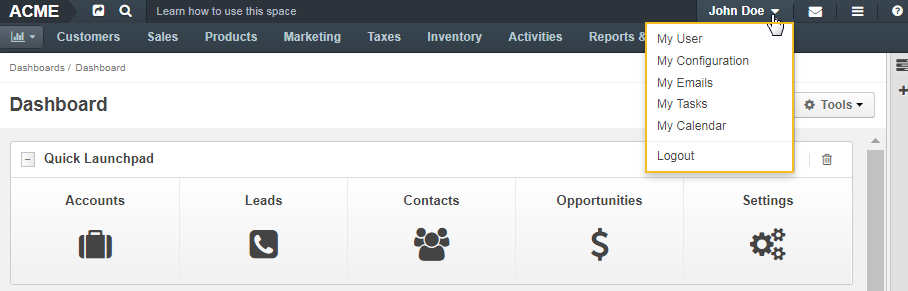 ACME Learn how to use this space John Doe
Customers Sales Products Marketing Taxes Inventory Activities Reports &
My User
My Configuration
My Emails
My Tasks
My Calendar
Logout
Dashboards / Dashboard
Dashboard
Tools
Quick Launchpad
Accounts Leads Contacts Opportunities Settings